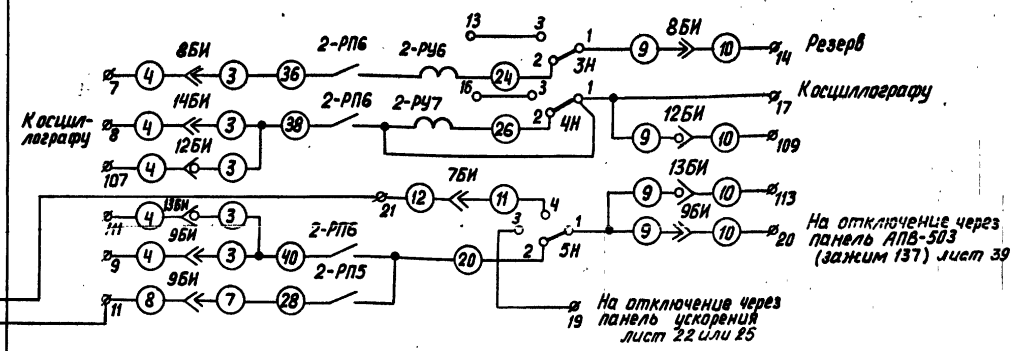 13 3 1 8БИ
8БИ 2-РП6 2-РУ6 2 9 10 14 Резерв
7 4 3 36 24 3Н
14БИ 2-РП6 2-РУ7 16 3 1 17 Косциллографу
Косцил-
лографу
8 4 3 38 26 2 4Н 12БИ
12БИ 9 10 109
107 4 3
7БИ 13БИ
21 12 11 4 9 10 113
111 4 13БИ 3 3 1 9БИ
9БИ 2-РП6 9 10 20
9 4 3 40 20 2 5Н
На отключение через
панель АПВ-503
(зажим 137) лист 39
9БИ 2-РП5
11 8 7 28
19 На отключение через
панель ускорения
лист 22 или 25